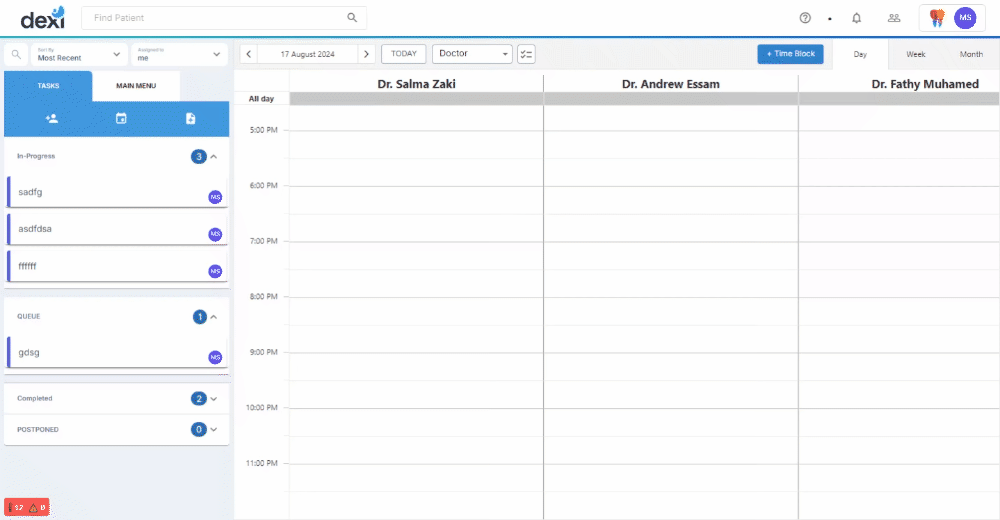 dexi
Find Patient
MS
Sort By
Most Recent
Assigned to
me
17 August 2024
TODAY
Doctor
+ Time Block
Day
Week
Month
TASKS
MAIN MENU
Dr. Salma Zaki
Dr. Andrew Essam
Dr. Fathy Muhamed
All day
5:00 PM
6:00 PM
7:00 PM
8:00 PM
9:00 PM
10:00 PM
11:00 PM
In-Progress
3
sadfg
MS
asdfdsa
MS
ffffff
MS
QUEUE
1
gdsg
MS
Completed
2
POSTPONED
0